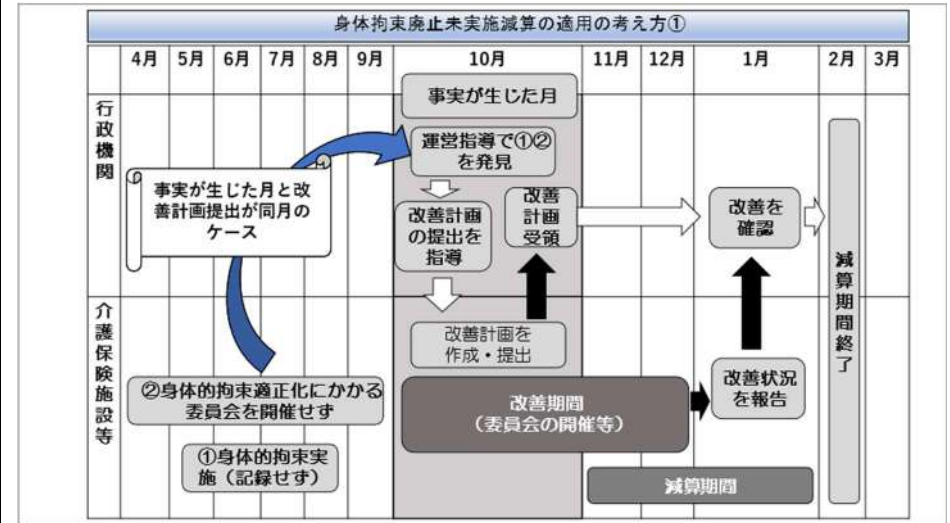 身体拘束廃止未実施減算の適用の考え方①
4月 5月 6月 7月 8月 9月 10月 11月 12月 1月 2月 3月
行政機関
事実が生じた月
運営指導で①②
を発見
事実が生じた月と改
善計画提出が同月の
ケース
改善計画
の提出を
指導
改善
計画
受領
改善を
確認
減算期間終了
介護保険施設等
改善計画を
作成・提出
②身体的拘束適正化にかかる
委員会を開催せず
改善期間
(委員会の開催等)
改善状況
を報告
①身体的拘束実
施(記録せず)
減算期間